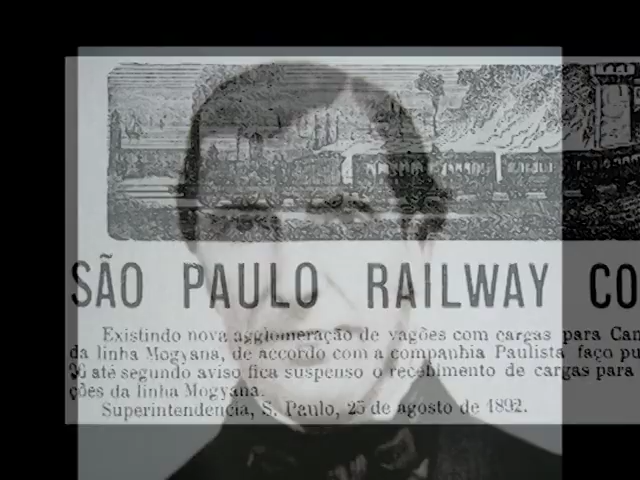 SÃO PAULO RAILWAY CO
Existindo nova agglomeração de vagões com cargas para Cam
da linha Mogyana, de accordo com a companhia Paulista faço pu
até segundo aviso fica suspenso o recebimento de cargas para
ções da linha Mogyana.
Superintendencia, S. Paulo, 25 de agosto de 1892.